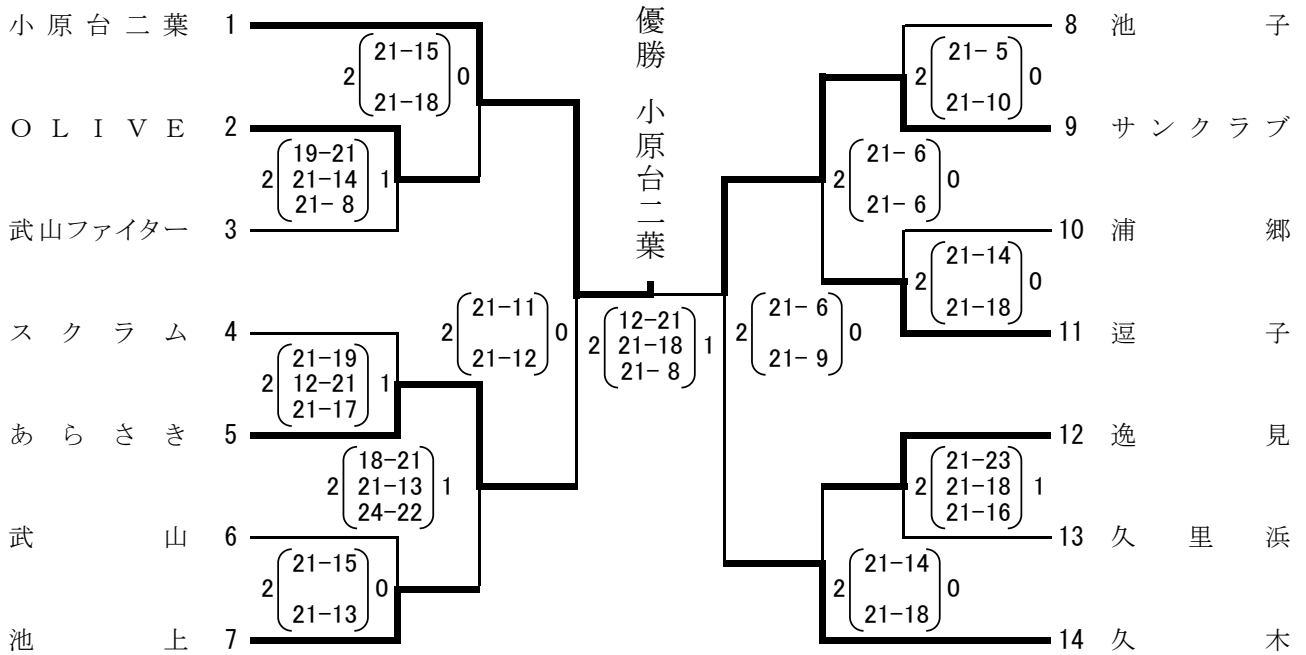 優勝 小原台二葉
小原台二葉 1
21-15
2 0
21-18
OLIVE 2
19-21
2 21-14 1
21- 8
武山ファイター 3
21-11
2 0
21-12
スクラム 4
21-19
2 12-21 1
21-17
あらさき 5
18-21
2 21-13 1
24-22
武山 6
21-15
2 0
21-13
池上 7
12-21
2 21-18 1
21- 8
8 池子
21- 5
2 0
21-10
9 サンクラブ
21- 6
2 0
21- 6
10 浦郷
21-14
2 0
21-18
11 逗子
21- 6
2 0
21- 9
12 逸見
21-23
2 21-18 1
21-16
13 久里浜
21-14
2 0
21-18
14 久木